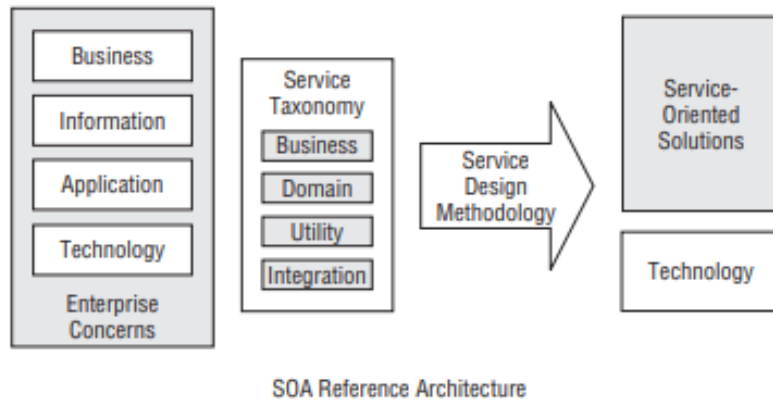 Business
Information
Application
Technology
Enterprise
Concerns
Service
Taxonomy
Business
Domain
Utility
Integration
Service
Design
Methodology
Service-
Oriented
Solutions
Technology
SOA Reference Architecture